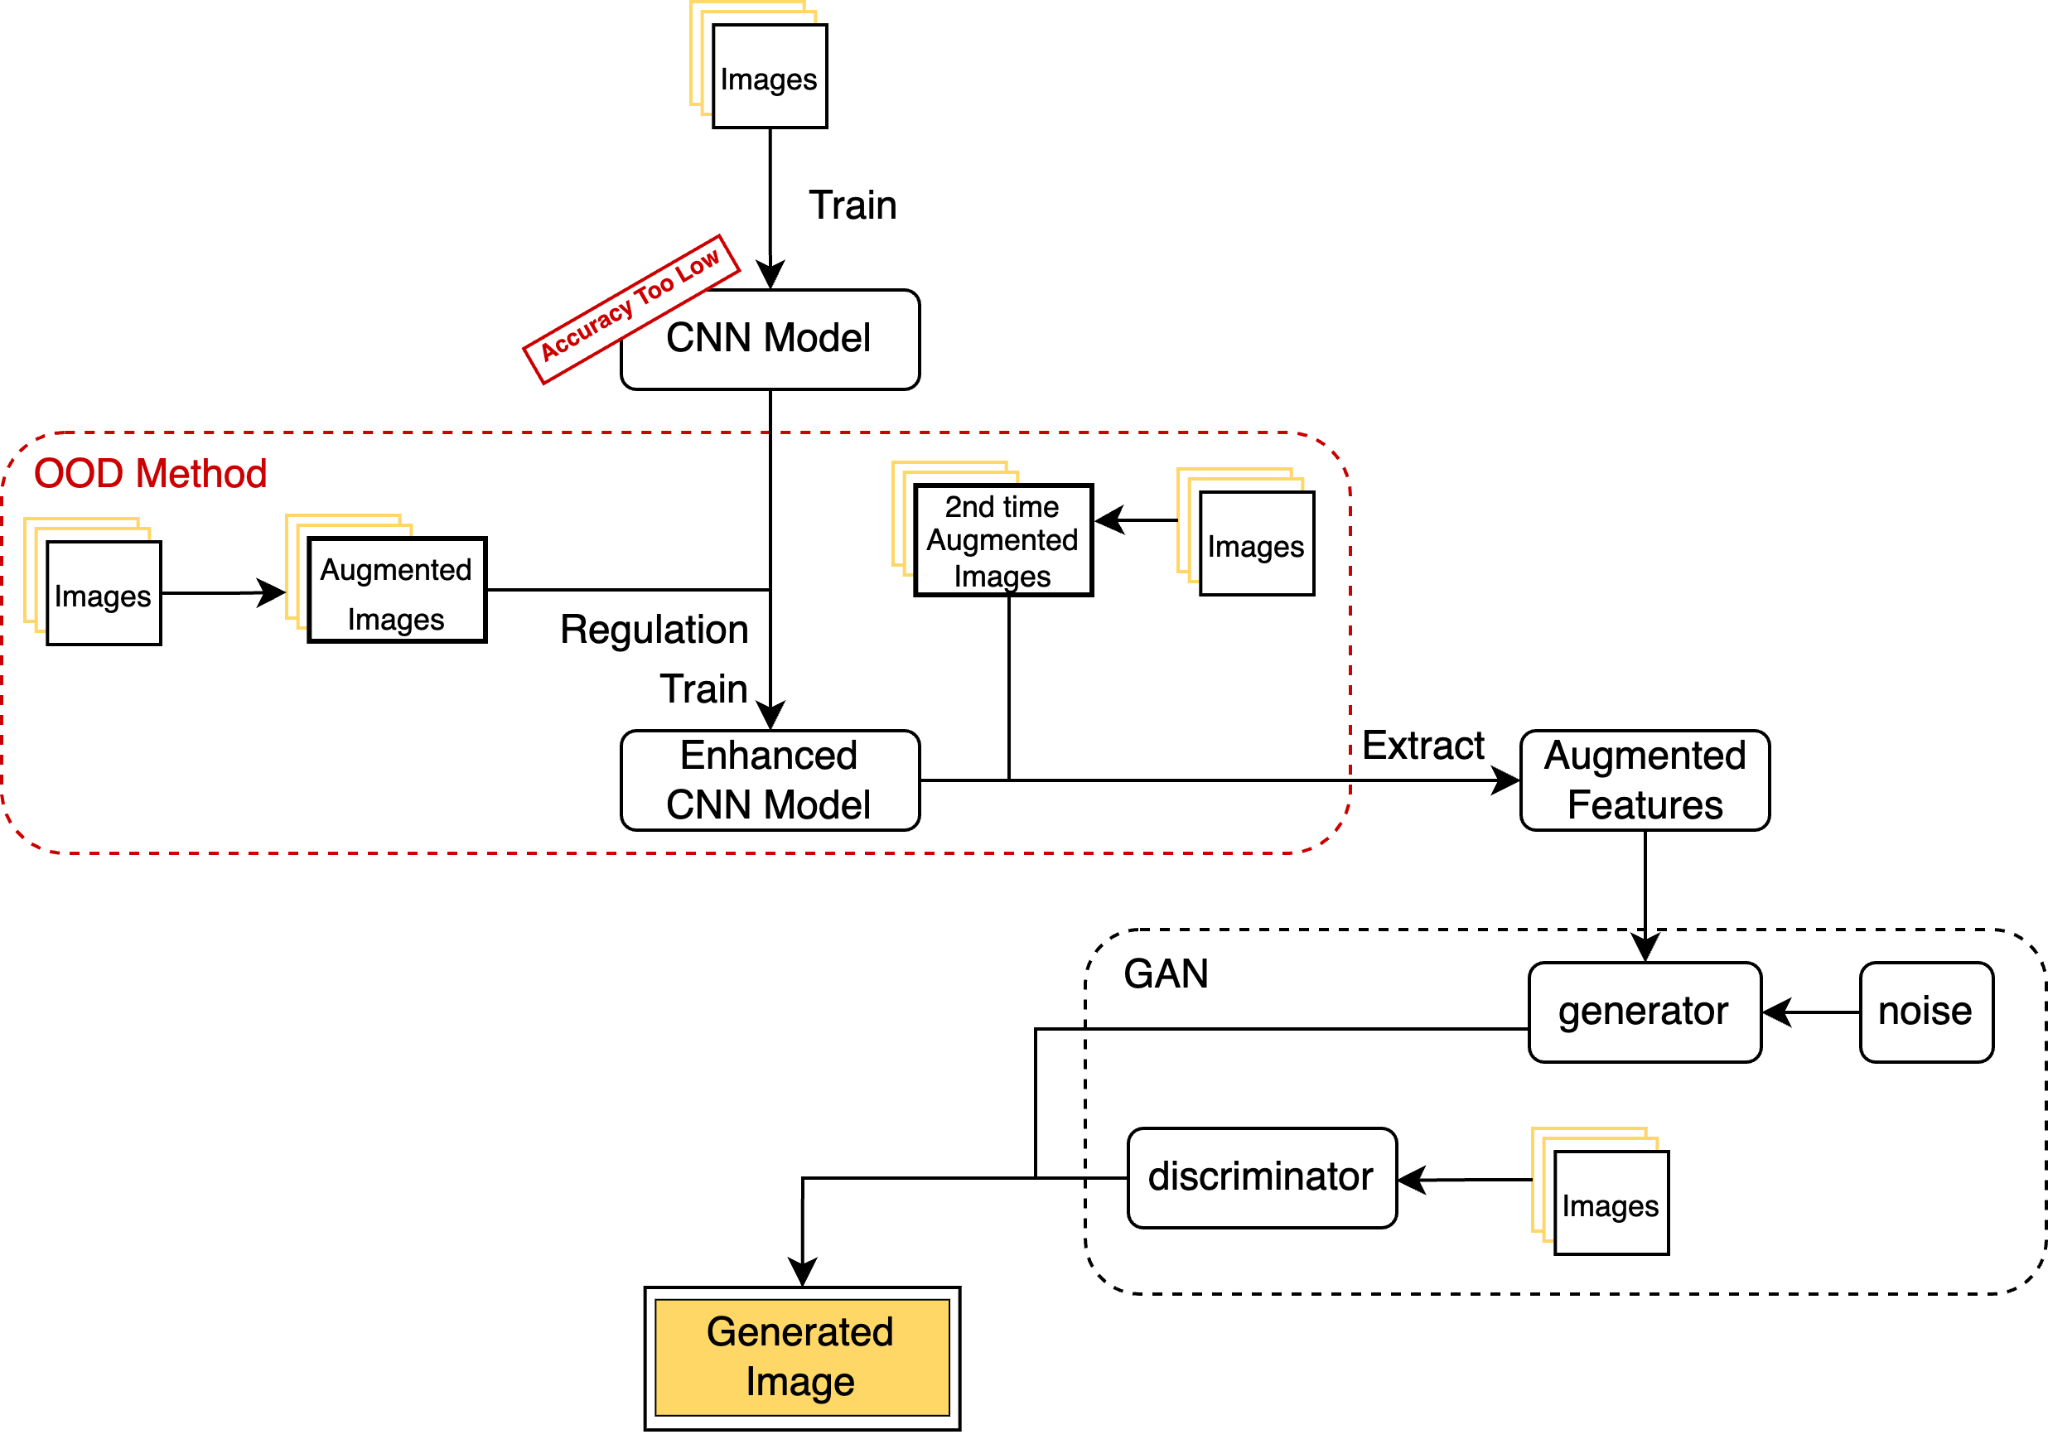 Images
Train
Accuracy Too Low
CNN Model
OOD Method
2nd time
Augmented
Images
Images
Images
Augmented
Images
Regulation
Train
Enhanced
CNN Model
Extract
Augmented
Features
GAN
generator
noise
discriminator
Images
Generated
Image